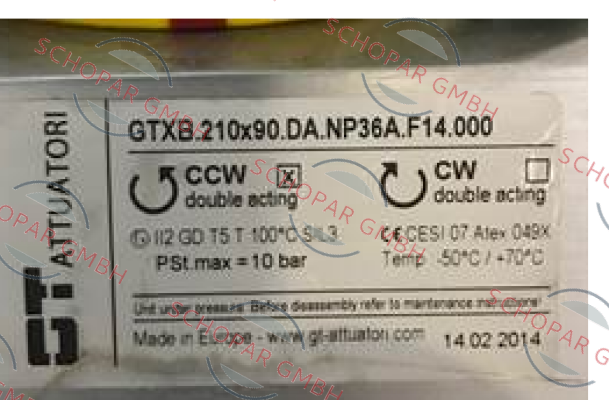 GT ATTUATORI
GTXB.210x90.DA.NP36A.F14.000
CCW X
double acting
CW
double acting
II2 GD T5 T 100°C SIL3
PSt.max = 10 bar
CE CESI 07 Atex 049X
Temp -50°C / +70°C
Unit under pressure. Before disassembly refer to maintenance instructions!
Made in Europe - www.gt-attuatori.com
14 02 2014
SCHOPAR GMBH